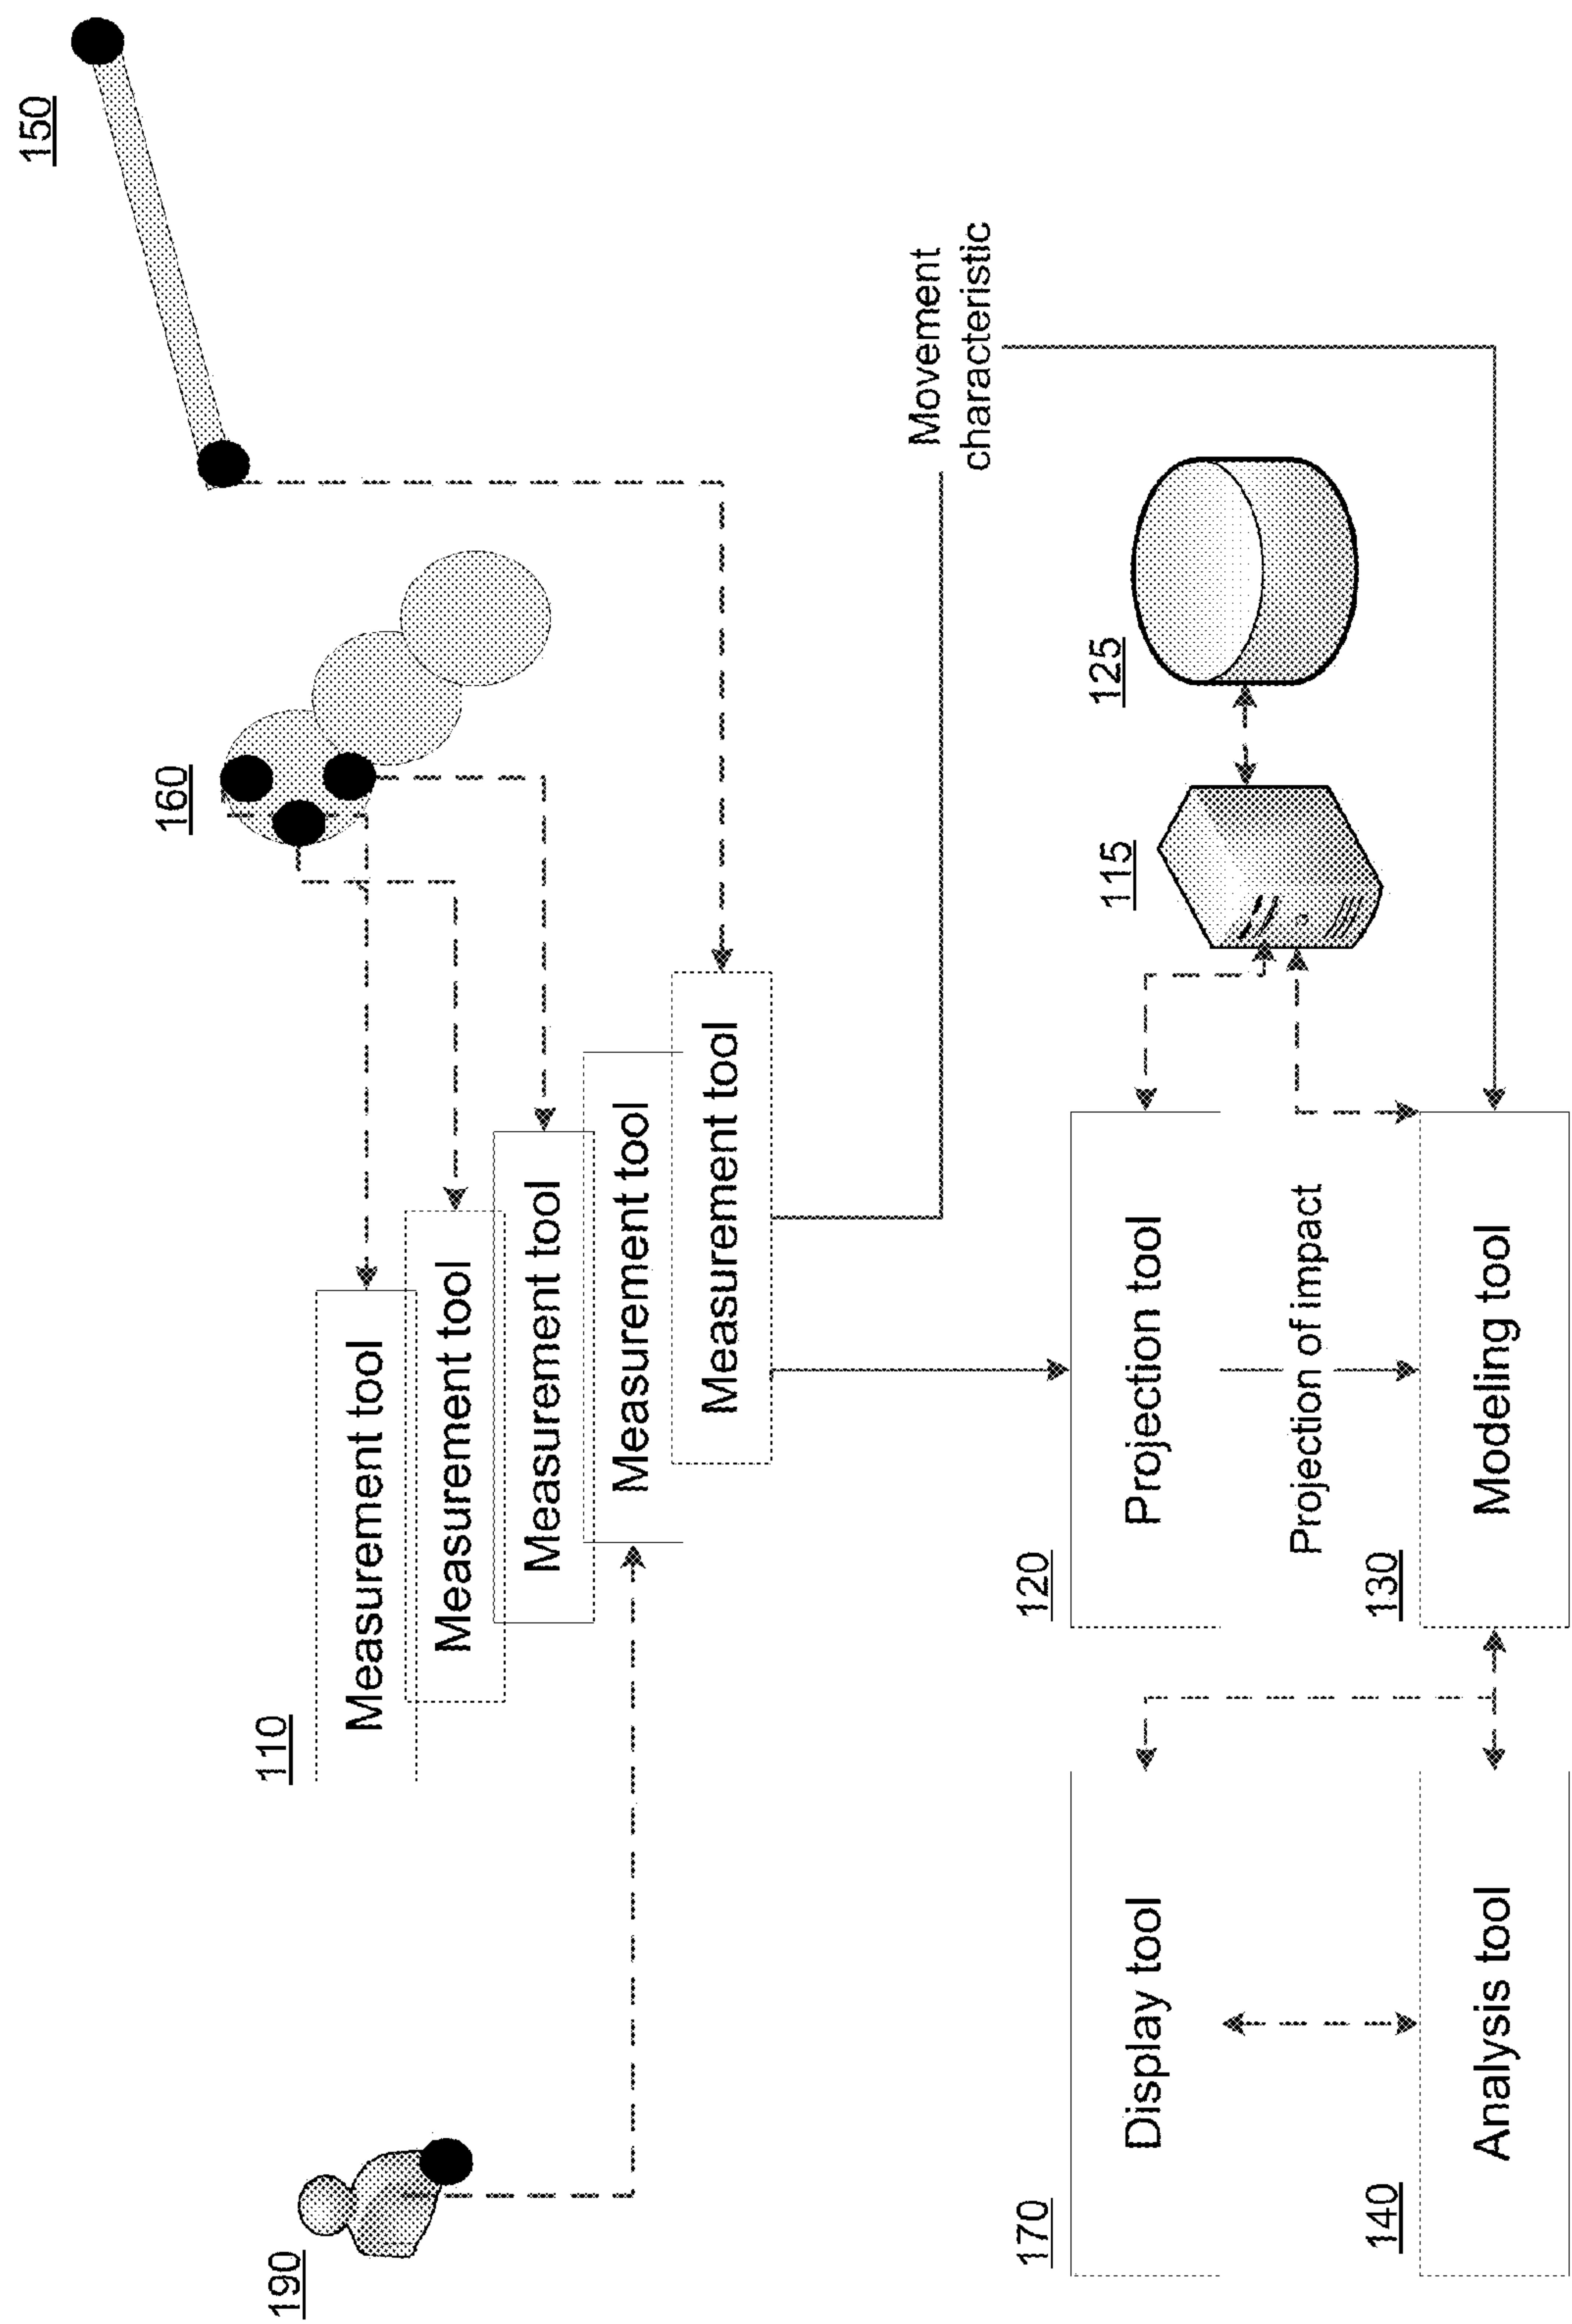 150
160
190
110
Measurement tool
Measurement tool
Measurement tool
Measurement tool
Measurement tool
Movement
characteristic
125
115
120
Projection tool
Projection of impact
130
Modeling tool
170
Display tool
140
Analysis tool